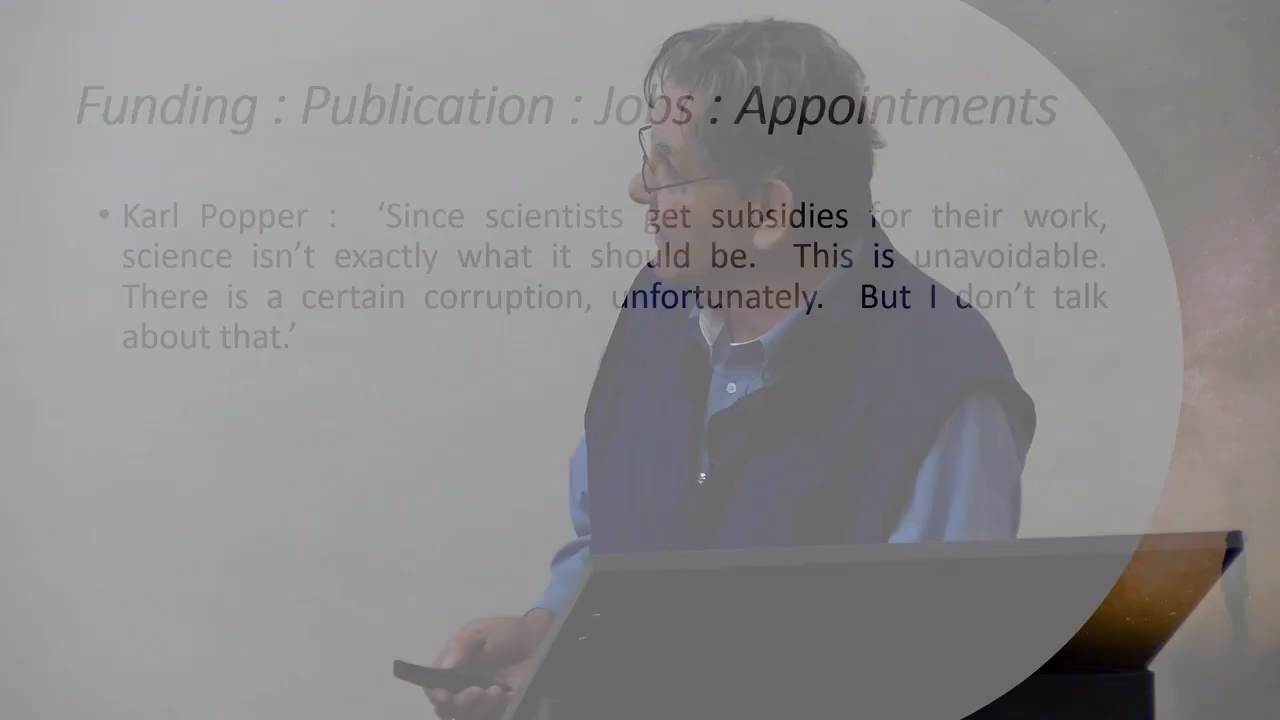 Funding : Publication : Jobs : Appointments
• Karl Popper : ‘Since scientists get subsidies for their work,
science isn’t exactly what it should be. This is unavoidable.
There is a certain corruption, unfortunately. But I don’t talk
about that.’